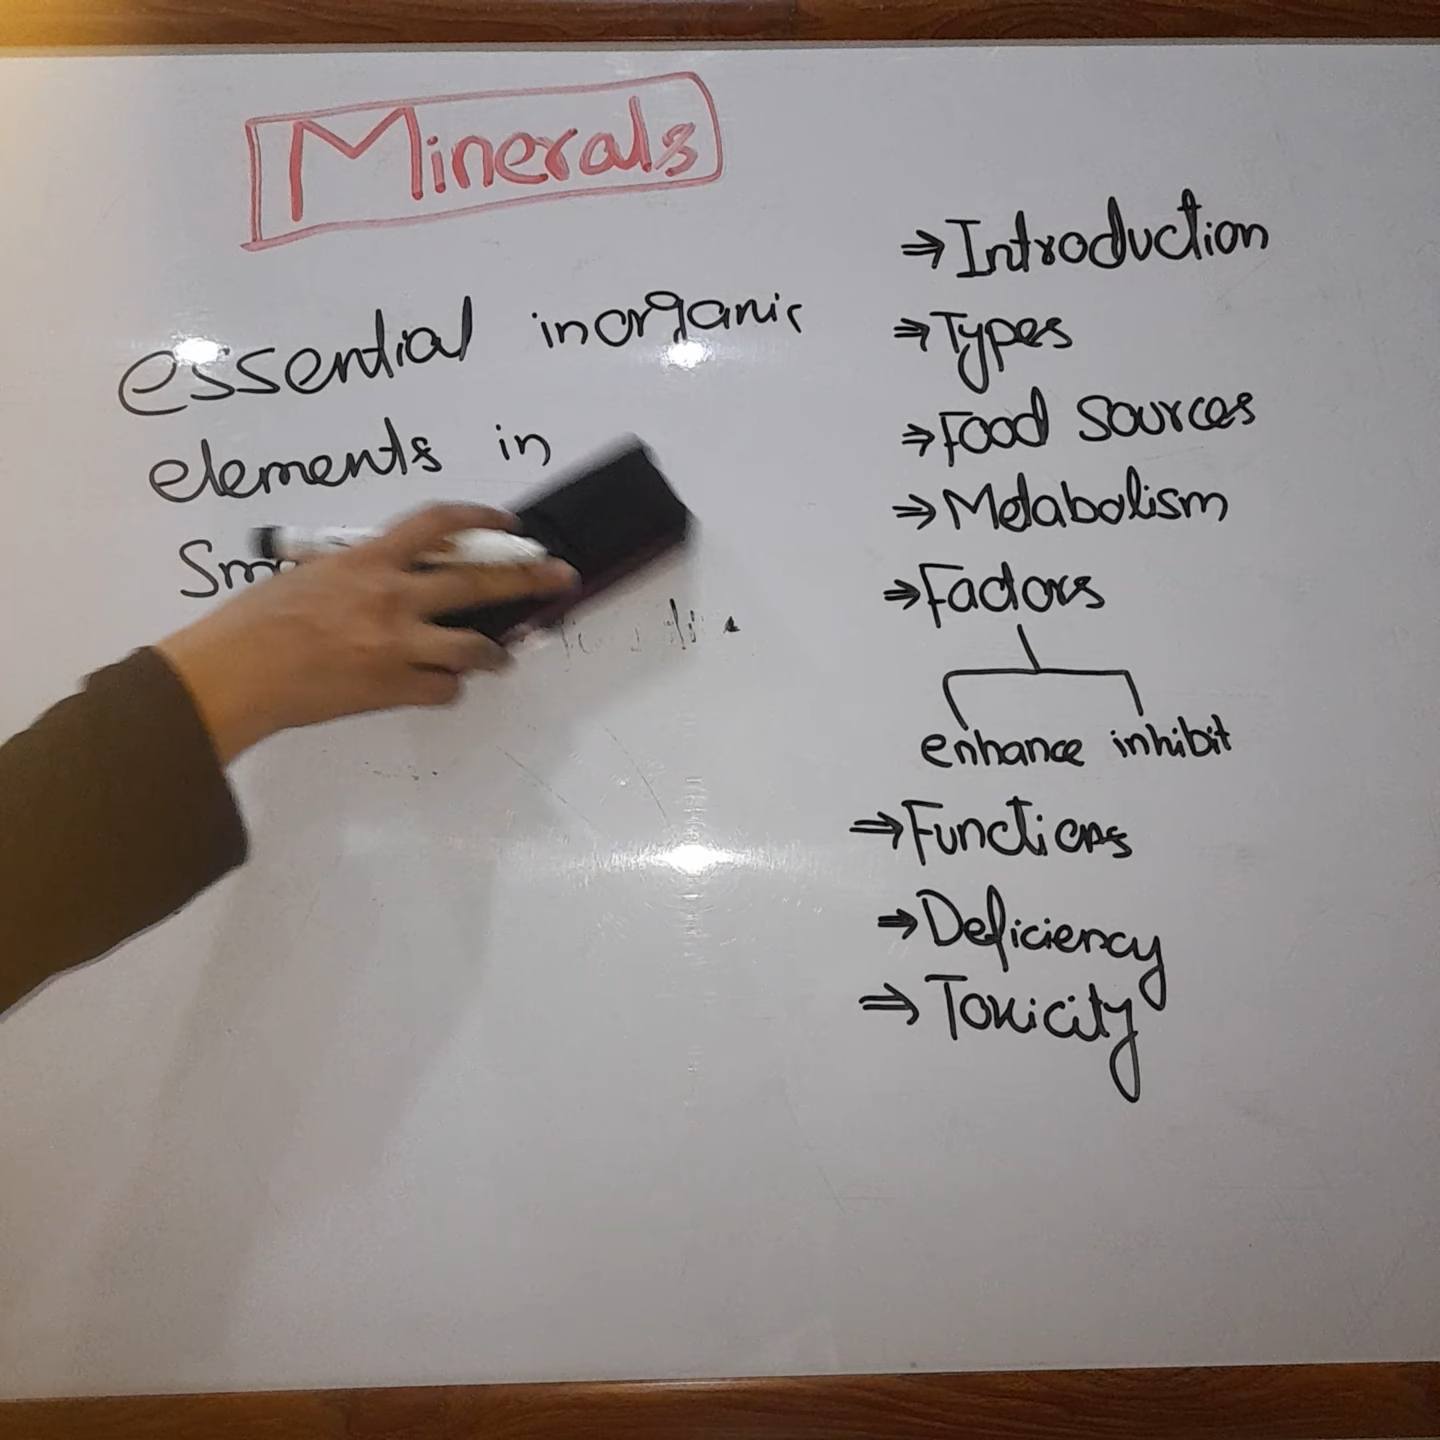 Minerals
essential inorganic
elements in
⇒ Introduction
⇒ Types
⇒ Food Sources
⇒ Metabolism
⇒ Factors
enhance inhibit
⇒ Functions
⇒ Deficiency
⇒ Toxicity